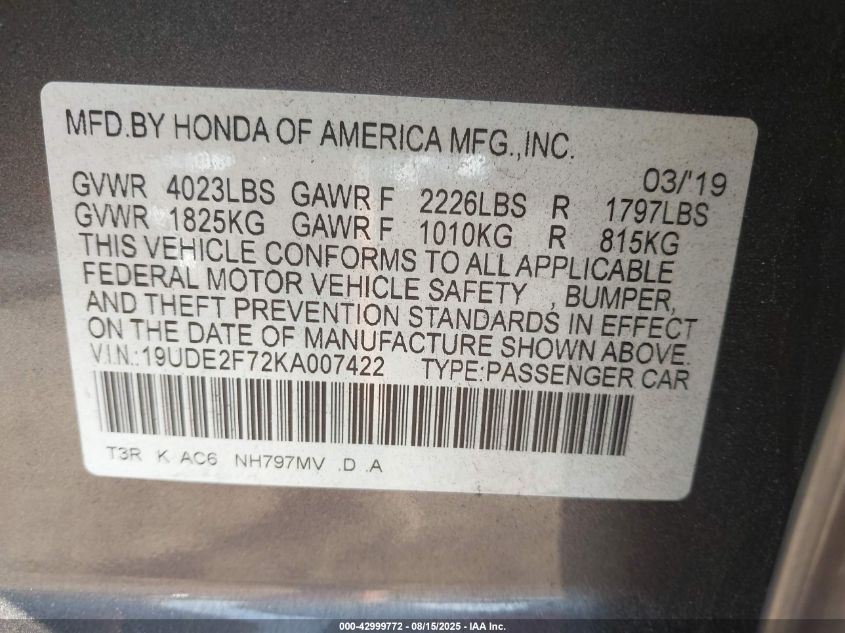 MFD.BY HONDA OF AMERICA MFG.,INC.
03/'19
GVWR 4023LBS GAWR F 2226LBS R 1797LBS
GVWR 1825KG GAWR F 1010KG R 815KG
THIS VEHICLE CONFORMS TO ALL APPLICABLE
FEDERAL MOTOR VEHICLE SAFETY , BUMPER,
AND THEFT PREVENTION STANDARDS IN EFFECT
ON THE DATE OF MANUFACTURE SHOWN ABOVE.
V.I.N.:19UDE2F72KA007422 TYPE:PASSENGER CAR
T3R K AC6 NH797MV .D .A
000-42999772 - 08/15/2025 - IAA Inc.